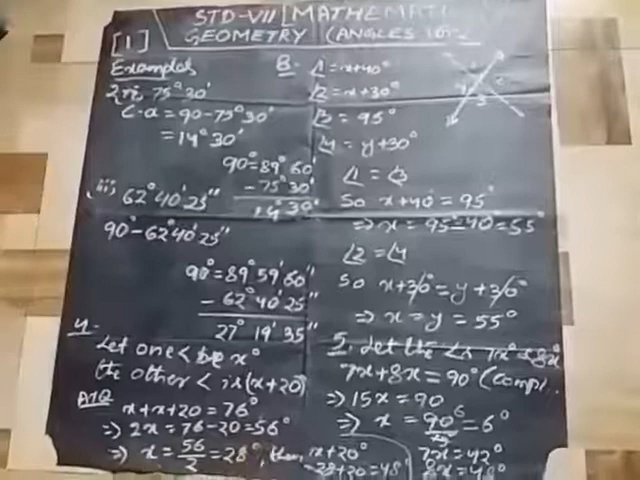 STD-VII [MATHEMATI
[1] GEOMETRY (ANGLES
Examples
2, 75°30'
C.a = 90-75°30'
= 14°30'
90°=89°60'
- 75°30'
14°30'
iii, 62°40'25"
90°-62°40'25"
90°=89°59'60"
- 62°40'25"
27°19'35"
4.
Let one < be x°
the other < is (x+20)
ATQ
x+x+20=76°
=> 2x=76-20=56°
=> x=56/2=28°, then x+20°
=28+20=48°
B. ∠1=x+40°
∠2=x+30°
∠3=95°
∠4=y+30°
∠1=∠3
So x+40=95°
=> x=95-40=55°
∠2=∠4
So x+30°=y+30°
=> x=y=55°
5. Let the <s 7x° & 8x°
7x+8x=90° (compl.
=> 15x=90
=> x=90 6=6°
7x=42°
8x=48°